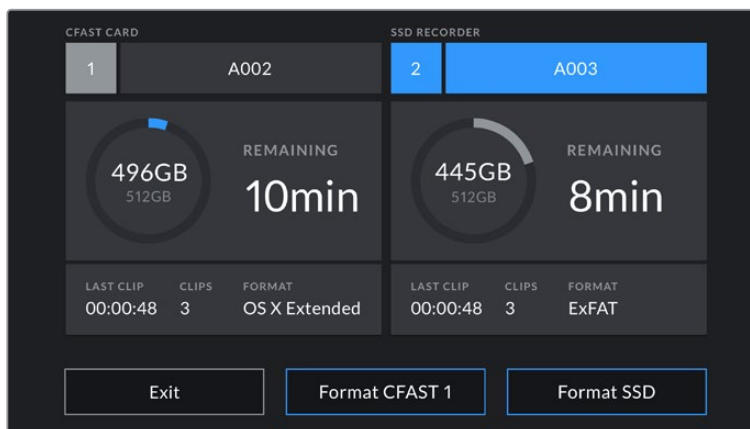 CFAST CARD
1 A002
496GB
512GB
REMAINING
10min
LAST CLIP CLIPS FORMAT
00:00:48 3 OS X Extended
SSD RECORDER
2 A003
445GB
512GB
REMAINING
8min
LAST CLIP CLIPS FORMAT
00:00:48 3 ExFAT
Exit Format CFAST 1 Format SSD